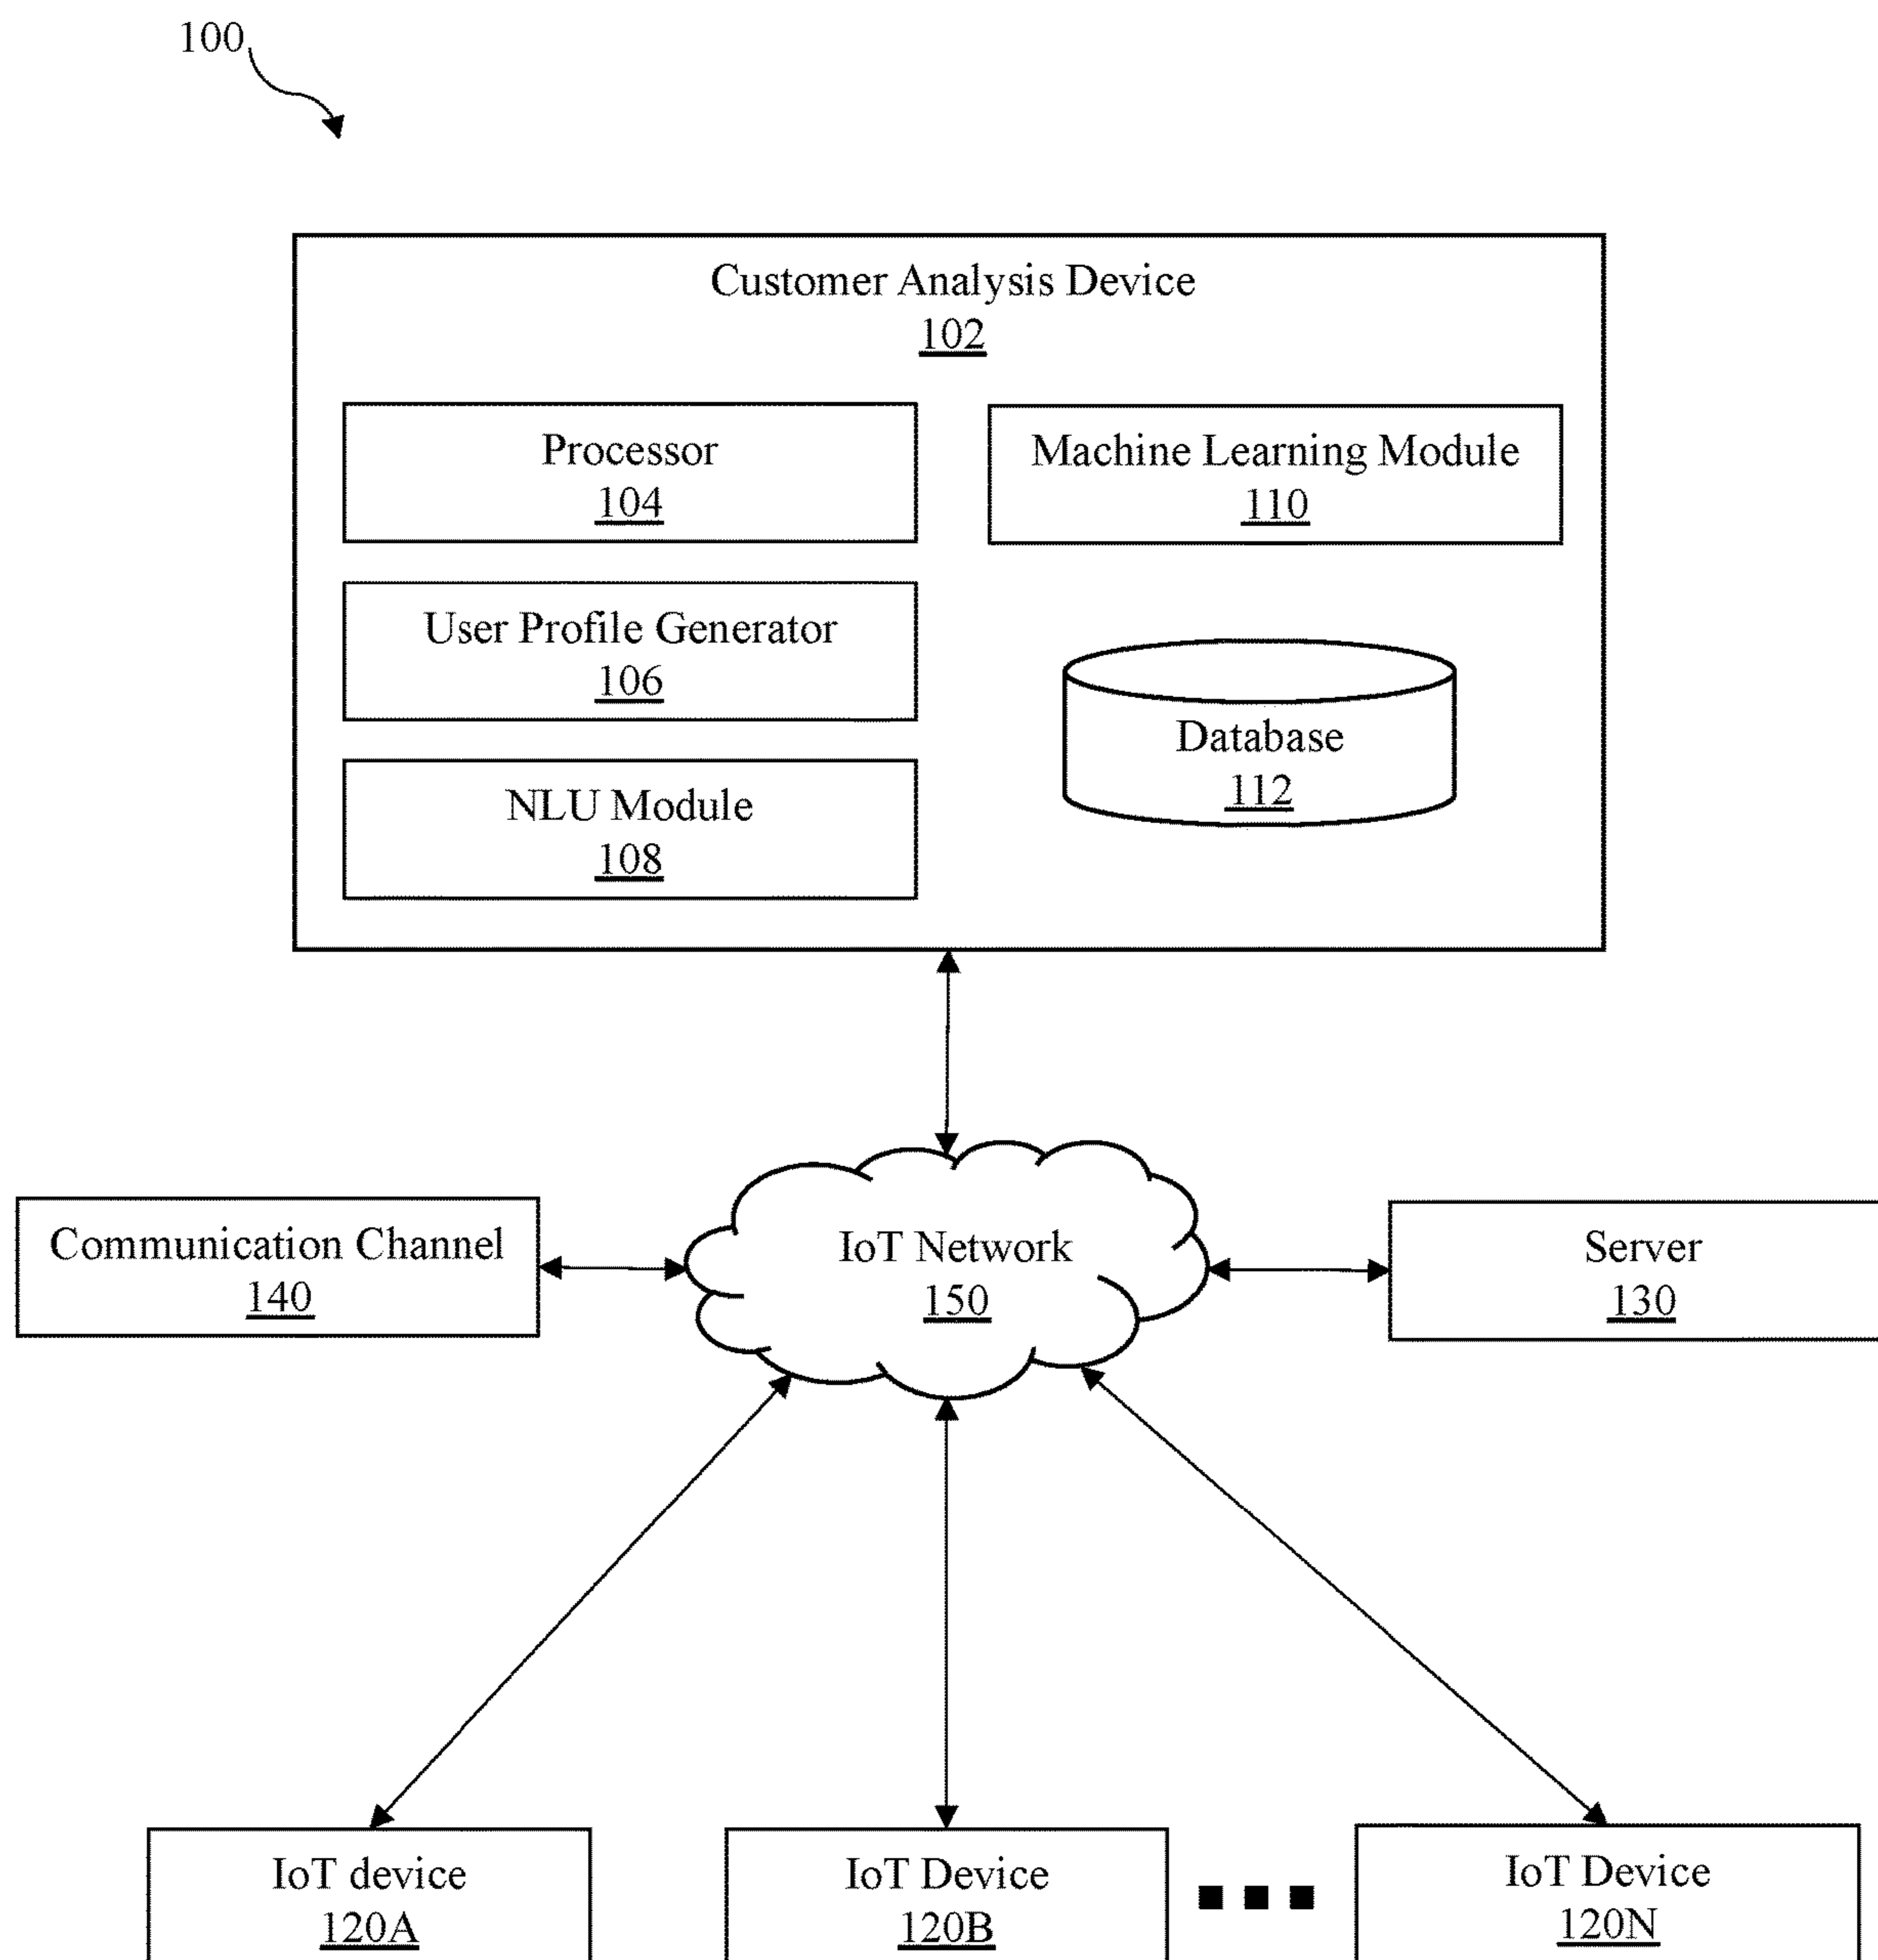 100
Customer Analysis Device
102
Processor
104
Machine Learning Module
110
User Profile Generator
106
Database
112
NLU Module
108
Communication Channel
140
IoT Network
150
Server
130
IoT device
120A
IoT Device
120B
IoT Device
120N